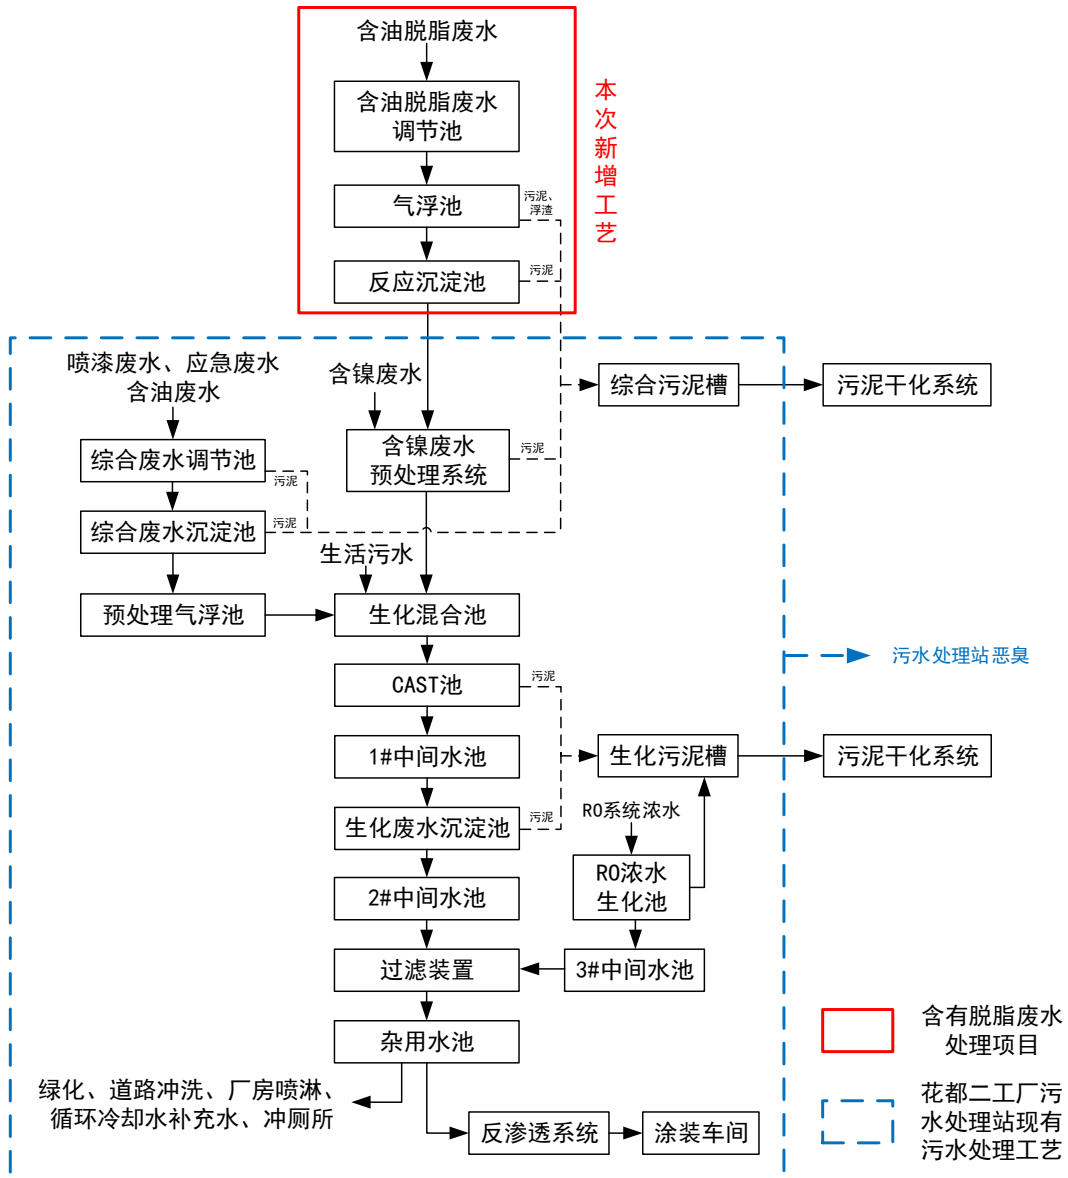 含油脱脂废水
含油脱脂废水
调节池
气浮池
污泥、
浮渣
反应沉淀池
污泥
本次新增工艺
喷漆废水、应急废水
含油废水
含镍废水
综合污泥槽
污泥干化系统
综合废水调节池
污泥
含镍废水
预处理系统
污泥
综合废水沉淀池
污泥
生活污水
预处理气浮池
生化混合池
污水处理站恶臭
CAST池
污泥
1#中间水池
生化污泥槽
污泥干化系统
生化废水沉淀池
污泥
RO系统浓水
RO浓水
生化池
2#中间水池
过滤装置
3#中间水池
杂用水池
绿化、道路冲洗、厂房喷淋、
循环冷却水补充水、冲厕所
反渗透系统
涂装车间
含有脱脂废水
处理项目
花都二工厂污
水处理站现有
污水处理工艺